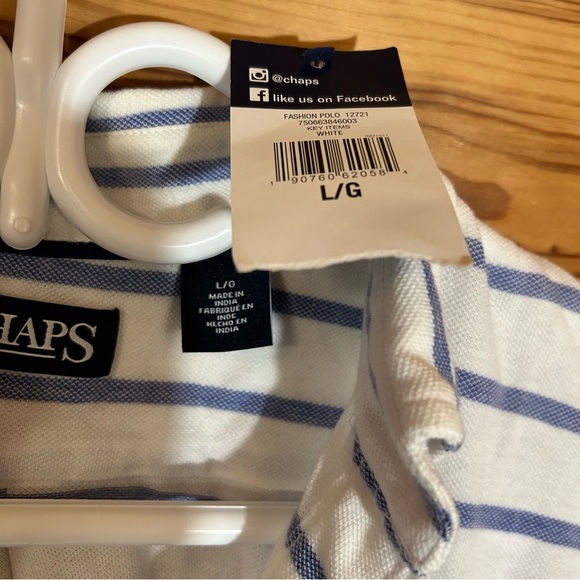 @chaps
f like us on Facebook
FASHION POLO 12721
750663846003
KEY ITEMS
WHITE
1 90760 62058 4
L/G
L/G
MADE IN
INDIA
FABRIQUÉ EN
INDE
HECHO EN
INDIA
HAPS